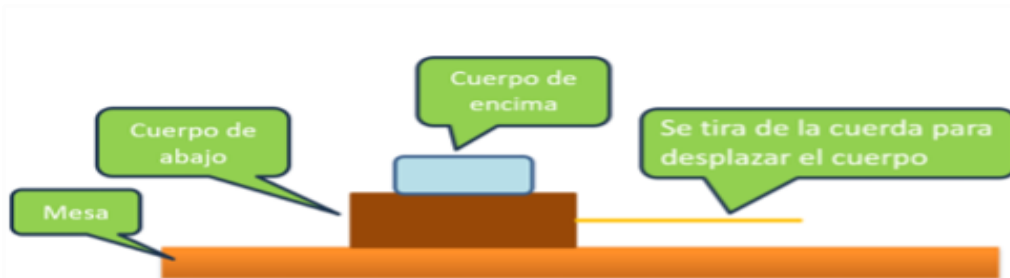 Cuerpo de
encima
Cuerpo de
abajo
Se tira de la cuerda para
desplazar el cuerpo
Mesa